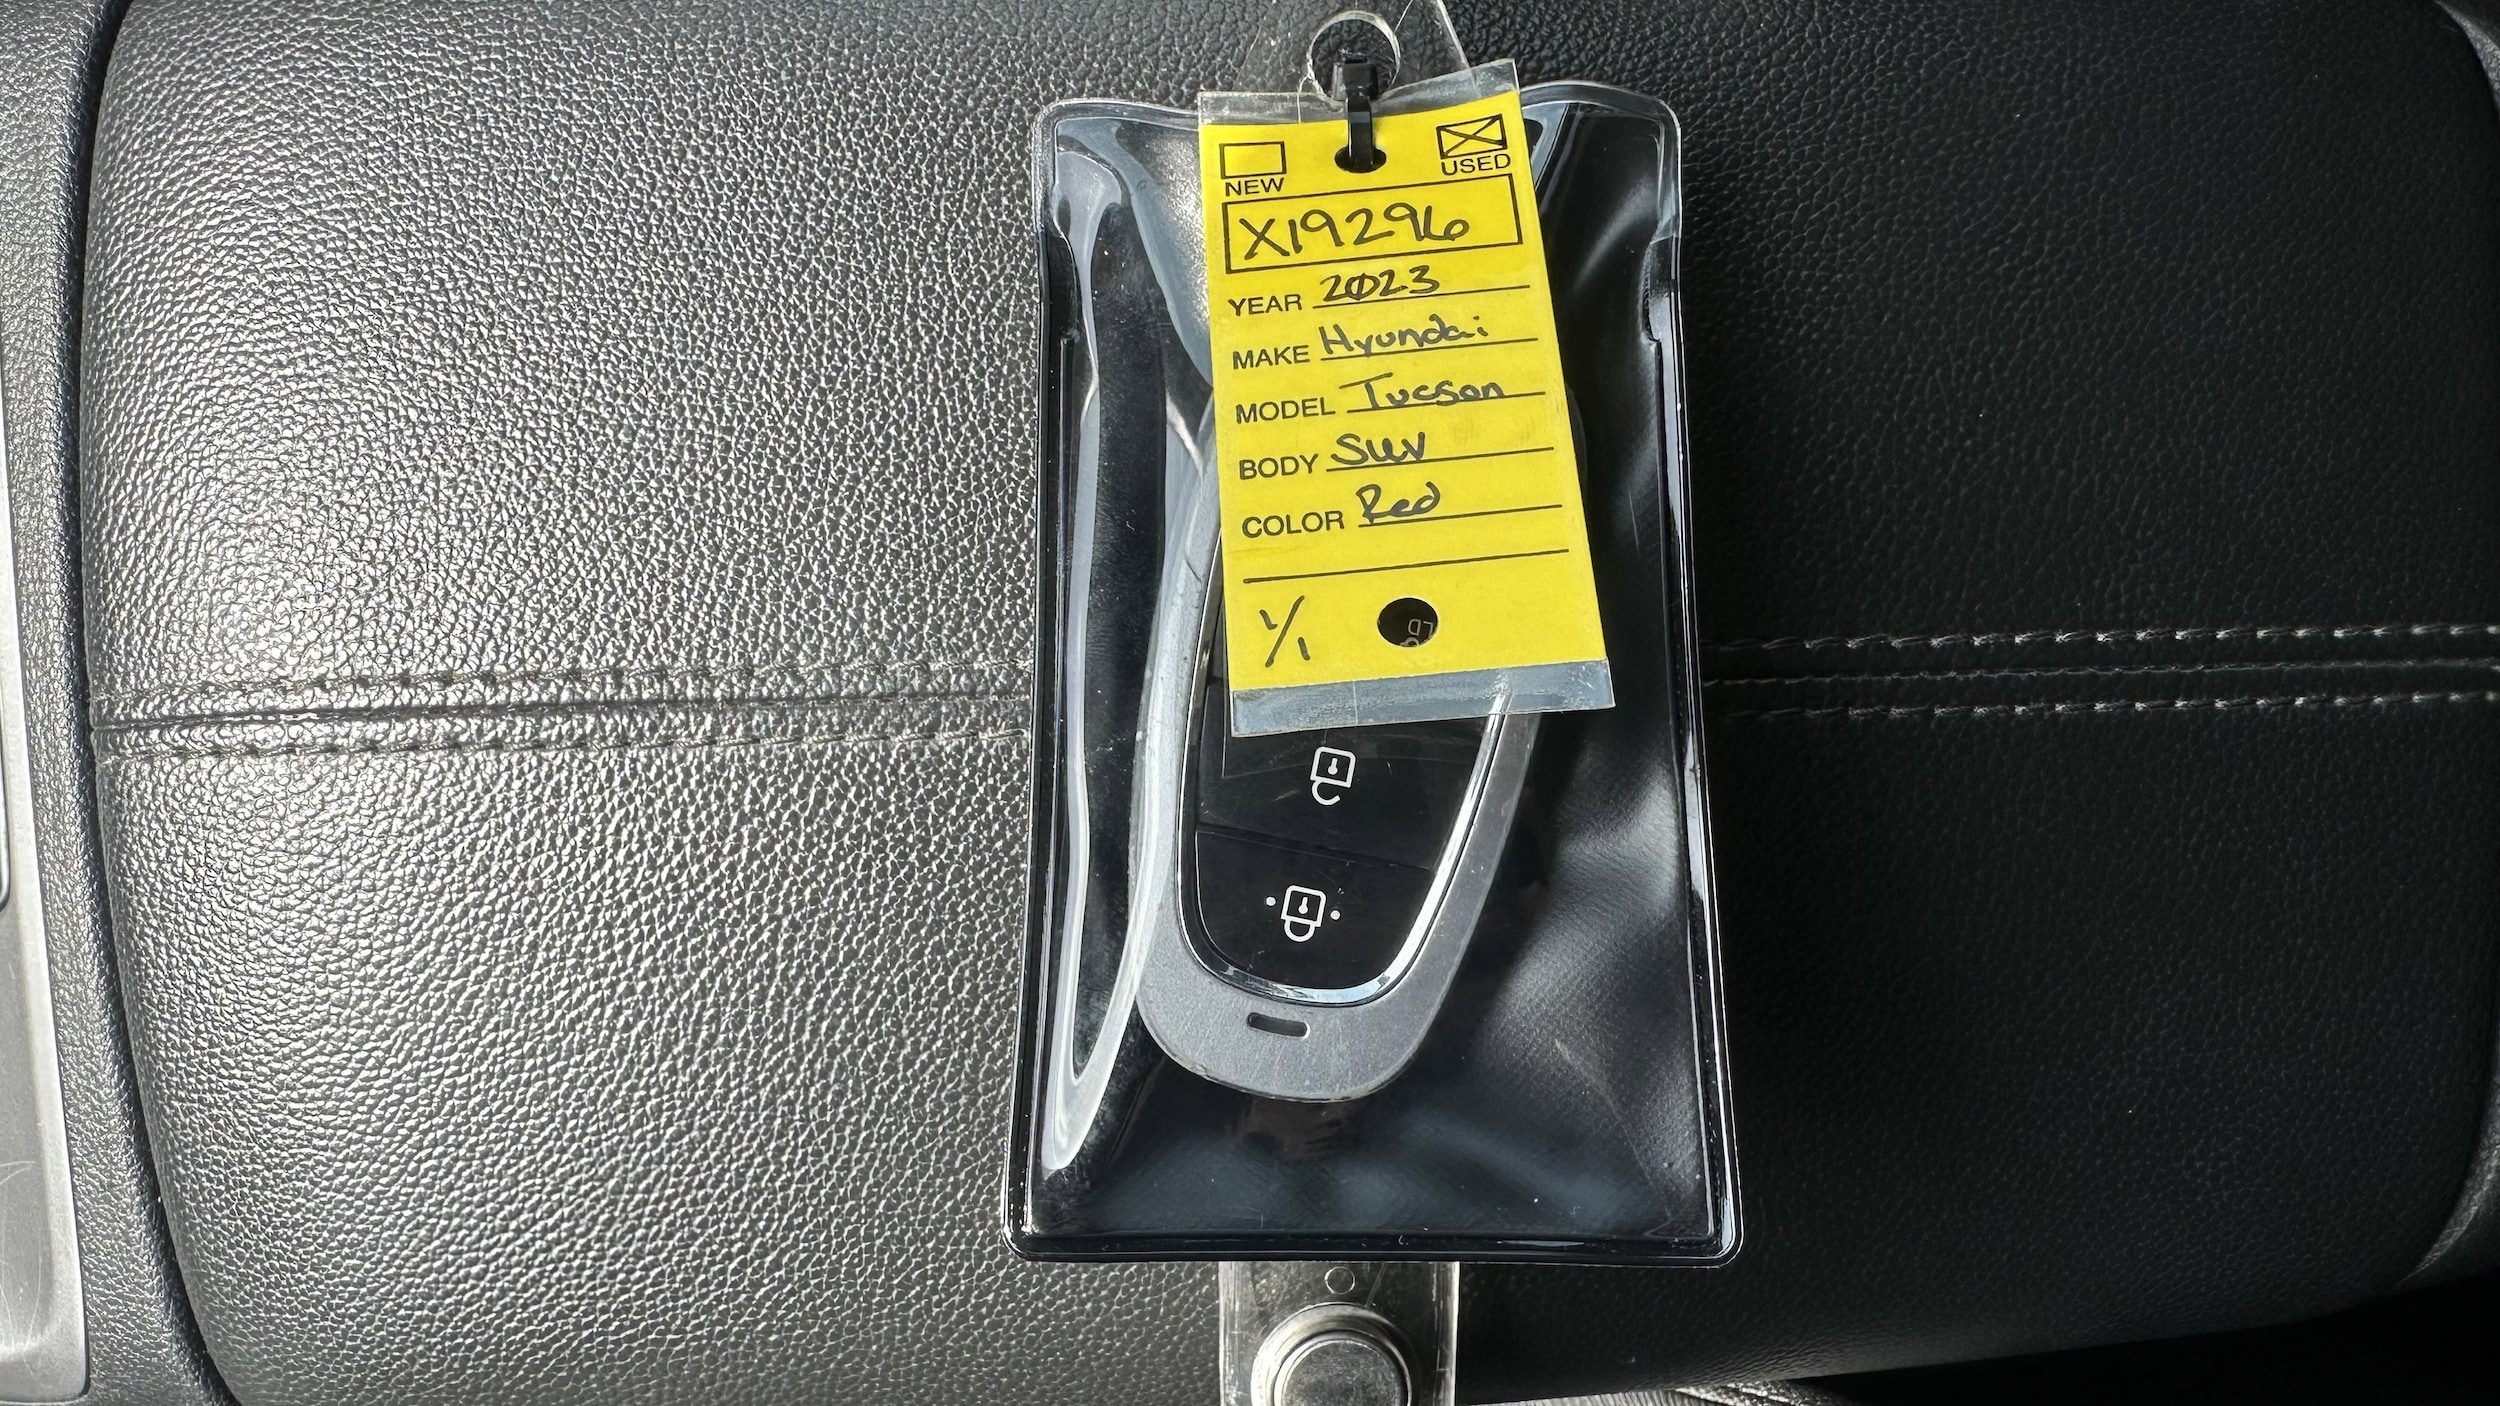 NEW USED
X19296
YEAR 2023
MAKE Hyundai
MODEL Tucson
BODY SUV
COLOR Red
1/1